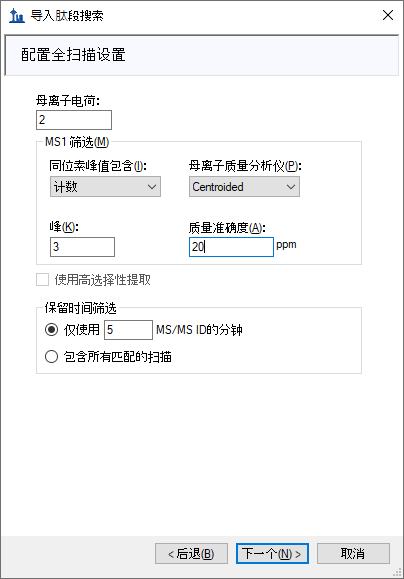 导入肽段搜索
配置全扫描设置
母离子电荷:
2
MS1 筛选(M)
同位素峰值包含(I): 母离子质量分析仪(P):
计数 Centroided
峰(K): 质量准确度(A):
3 20 ppm
使用高选择性提取
保留时间筛选
仅使用 5 MS/MS ID的分钟
包含所有匹配的扫描
< 后退(B) 下一个(N) > 取消